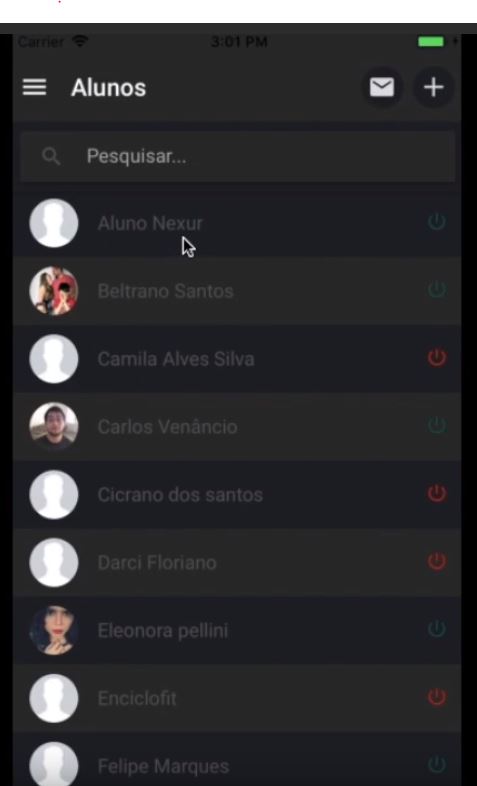 Carrier 3:01 PM
Alunos
Pesquisar...
Aluno Nexur
Beltrano Santos
Camila Alves Silva
Carlos Venâncio
Cicrano dos santos
Darci Floriano
Eleonora pellini
Enciclofit
Felipe Marques